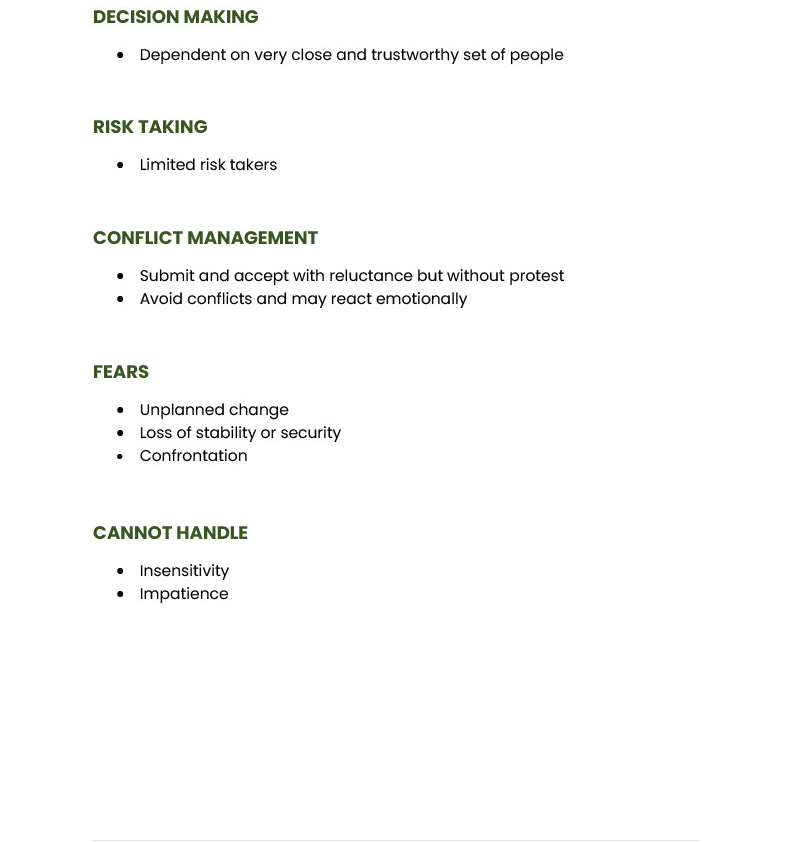 DECISION MAKING
• Dependent on very close and trustworthy set of people
RISK TAKING
• Limited risk takers
CONFLICT MANAGEMENT
• Submit and accept with reluctance but without protest
• Avoid conflicts and may react emotionally
FEARS
• Unplanned change
• Loss of stability or security
• Confrontation
CANNOT HANDLE
• Insensitivity
• Impatience